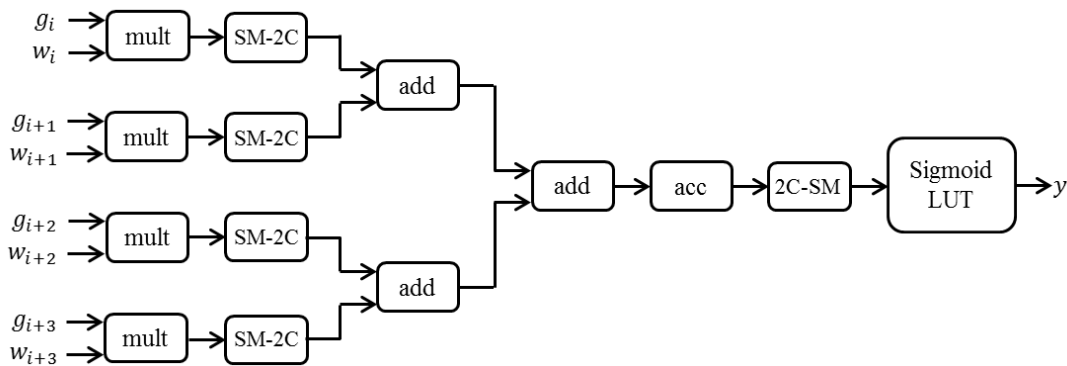 g_i
w_i
mult
SM-2C
add
g_{i+1}
w_{i+1}
mult
SM-2C
add
acc
2C-SM
Sigmoid
LUT
y
g_{i+2}
w_{i+2}
mult
SM-2C
add
g_{i+3}
w_{i+3}
mult
SM-2C